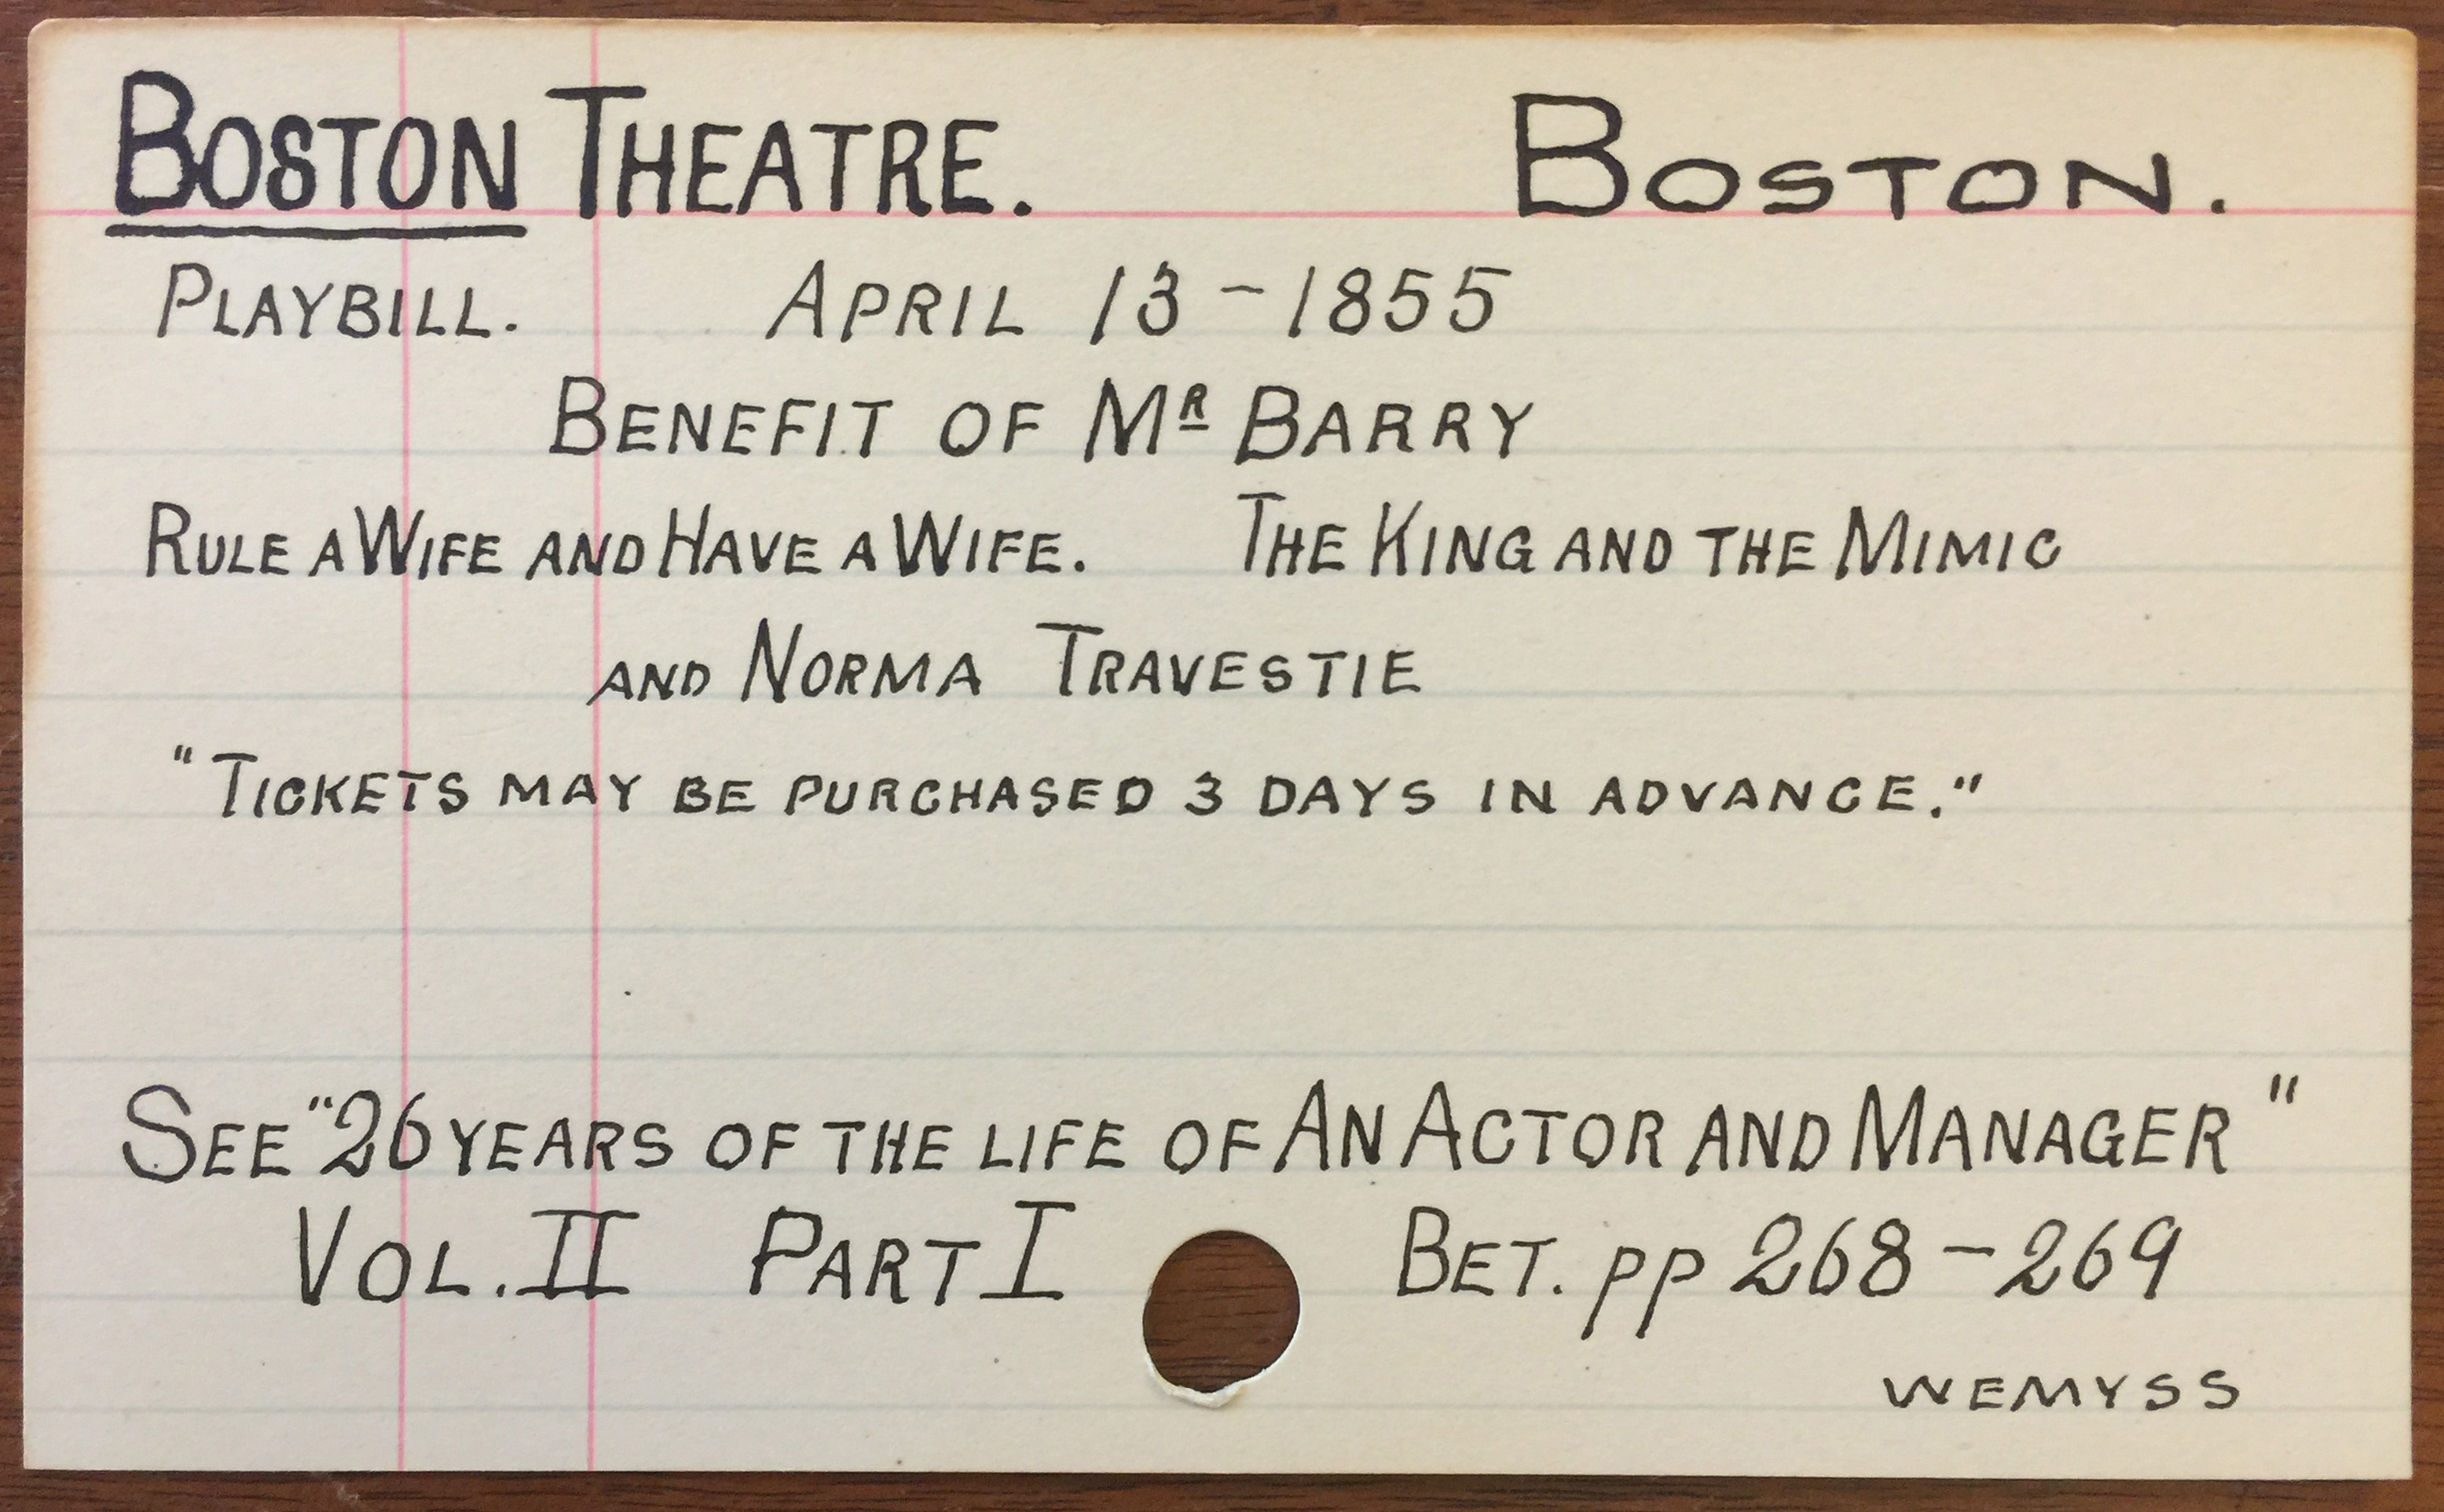 BOSTON THEATRE. BOSTON.
PLAYBILL. APRIL 13-1855
BENEFIT OF MR BARRY
RULE A WIFE AND HAVE A WIFE. THE KING AND THE MIMIC
AND NORMA TRAVESTIE
"TICKETS MAY BE PURCHASED 3 DAYS IN ADVANCE."
SEE "26 YEARS OF THE LIFE OF AN ACTOR AND MANAGER"
VOL. II PART I BET. pp 268-269
WEMYSS